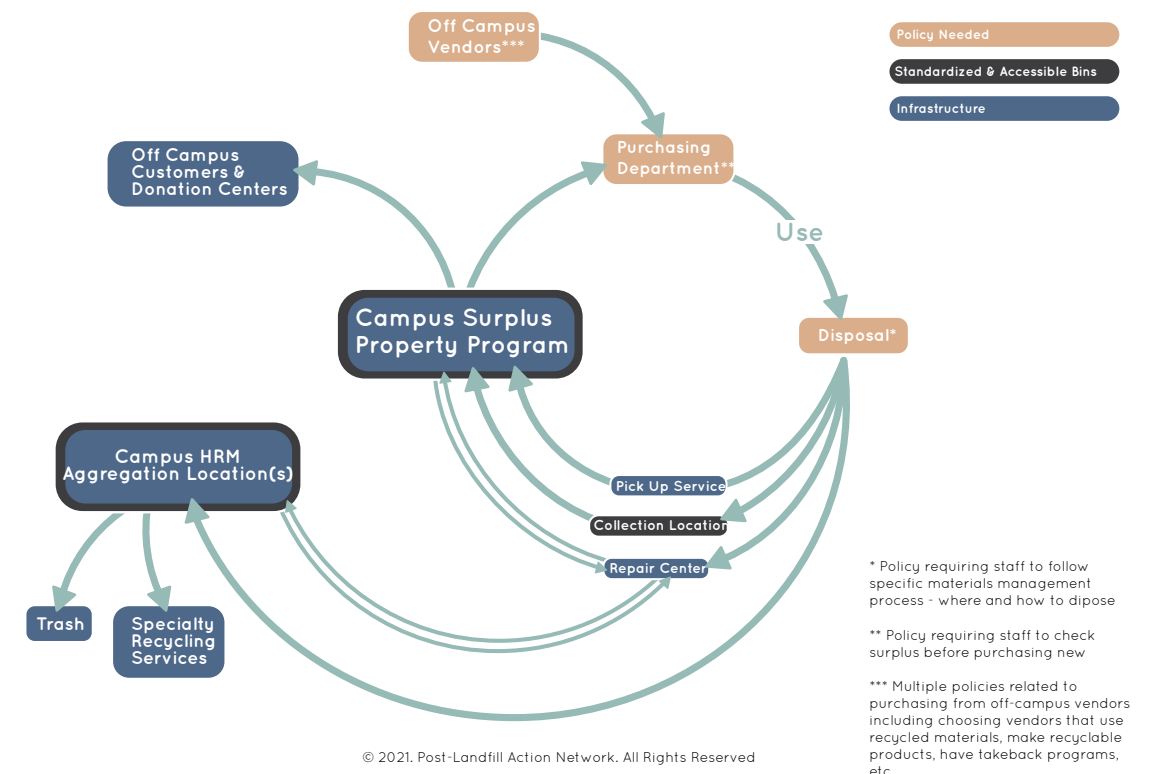 Off Campus
Vendors***
Policy Needed
Standardized & Accessible Bins
Infrastructure
Off Campus
Customers &
Donation Centers
Purchasing
Department**
Use
Campus Surplus
Property Program
Disposal*
Campus HRM
Aggregation Location(s)
Pick Up Service
Collection Location
Repair Center
Trash
Specialty
Recycling
Services
* Policy requiring staff to follow
specific materials management
process - where and how to dipose
** Policy requiring staff to check
surplus before purchasing new
*** Multiple policies related to
purchasing from off-campus vendors
including choosing vendors that use
recycled materials, make recyclable
products, have takeback programs,
etc
© 2021. Post-Landfill Action Network. All Rights Reserved